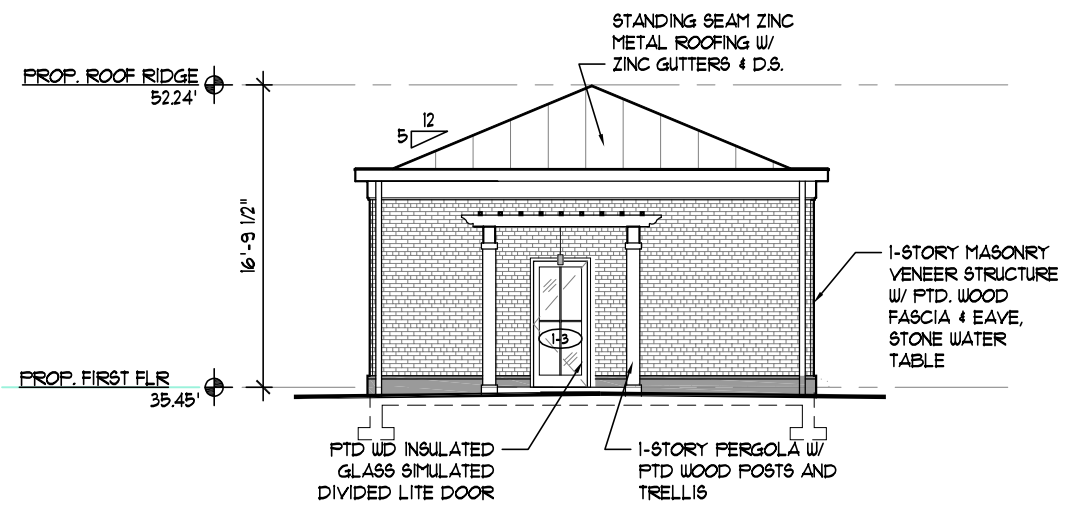 STANDING SEAM ZINC
METAL ROOFING W/
ZINC GUTTERS & D.S.
PROP. ROOF RIDGE
52.24'
12
5
16'-9 1/2"
1-STORY MASONRY
VENEER STRUCTURE
W/ PTD. WOOD
FASCIA & EAVE,
STONE WATER
TABLE
1-3
PROP. FIRST FLR
35.45'
PTD WD INSULATED
GLASS SIMULATED
DIVIDED LITE DOOR
1-STORY PERGOLA W/
PTD WOOD POSTS AND
TRELLIS